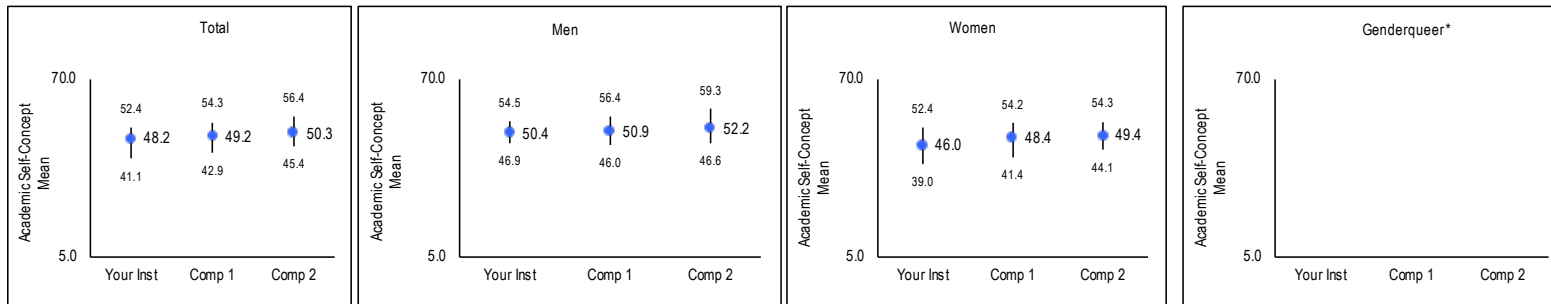 Total
Academic Self-Concept
Mean
70.0
5.0
52.4
48.2
41.1
54.3
49.2
42.9
56.4
50.3
45.4
Your Inst
Comp 1
Comp 2
Men
Academic Self-Concept
Mean
70.0
5.0
54.5
50.4
46.9
56.4
50.9
46.0
59.3
52.2
46.6
Your Inst
Comp 1
Comp 2
Women
Academic Self-Concept
Mean
70.0
5.0
52.4
46.0
39.0
54.2
48.4
41.4
54.3
49.4
44.1
Your Inst
Comp 1
Comp 2
Genderqueer*
Academic Self-Concept
Mean
70.0
5.0
Your Inst
Comp 1
Comp 2